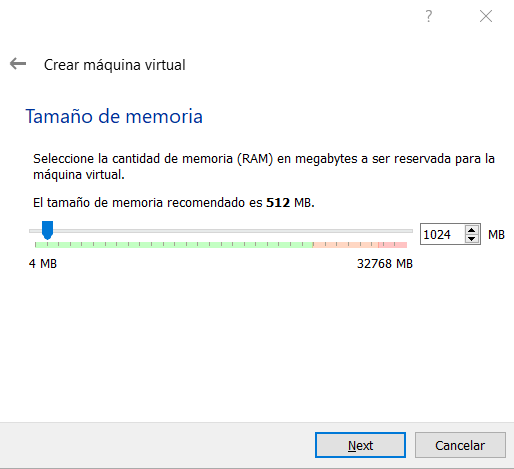 ?
Crear máquina virtual
Tamaño de memoria
Seleccione la cantidad de memoria (RAM) en megabytes a ser reservada para la
máquina virtual.
El tamaño de memoria recomendado es 512 MB.
1024 MB
4 MB 32768 MB
Next Cancelar